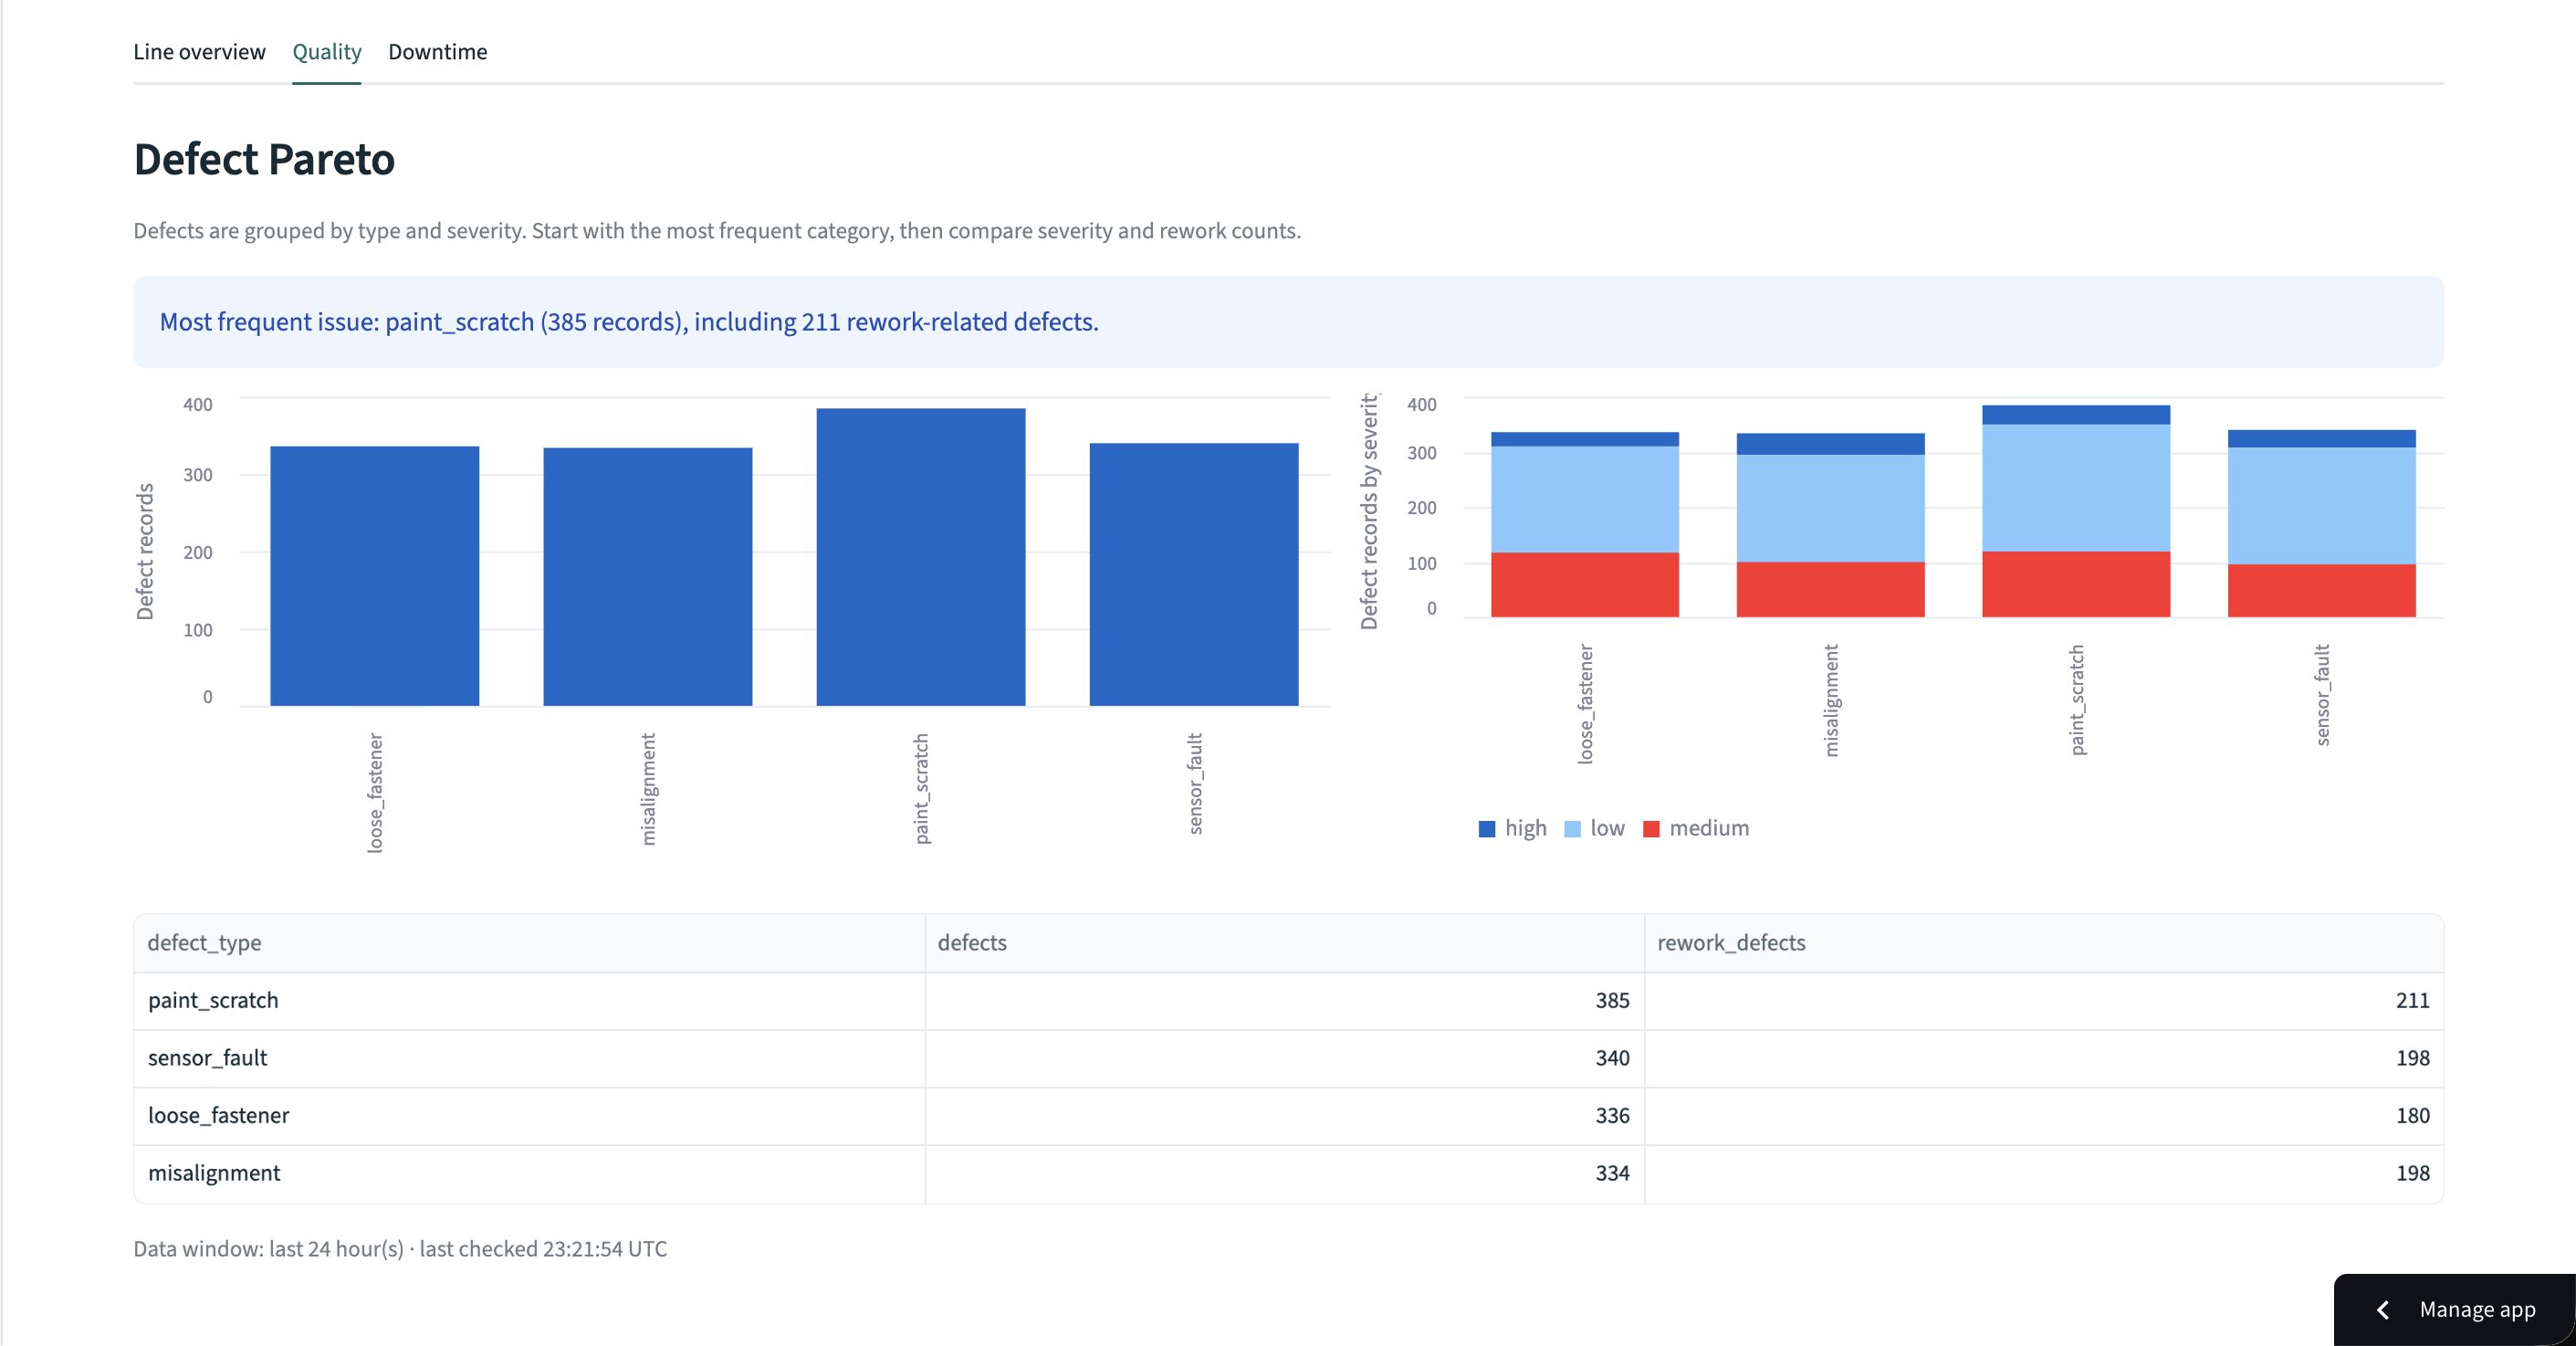 Line overview Quality Downtime
Defect Pareto
Defects are grouped by type and severity. Start with the most frequent category, then compare severity and rework counts.
Most frequent issue: paint_scratch (385 records), including 211 rework-related defects.
Defect records
400
300
200
100
0
loose_fastener
misalignment
paint_scratch
sensor_fault
Defect records by severit
400
300
200
100
0
loose_fastener
misalignment
paint_scratch
sensor_fault
high low medium
defect_type defects rework_defects
paint_scratch 385 211
sensor_fault 340 198
loose_fastener 336 180
misalignment 334 198
Data window: last 24 hour(s) · last checked 23:21:54 UTC
Manage app